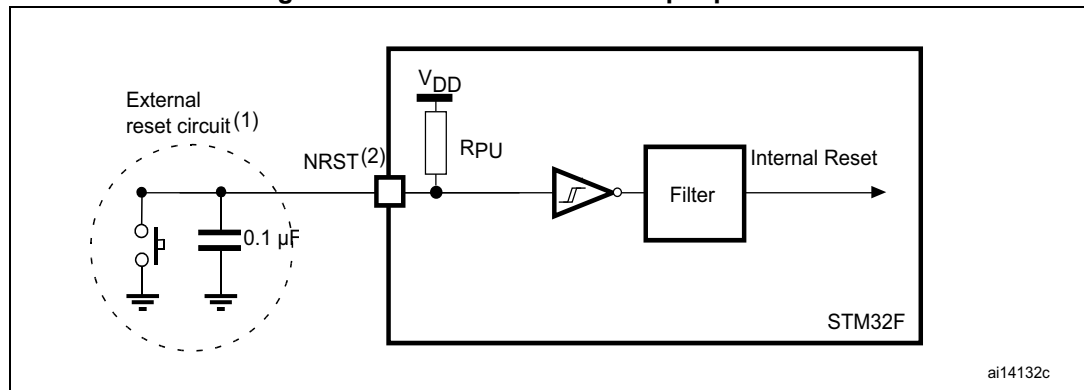 External
reset circuit(1)
NRST(2)
VDD
RPU
0.1 µF
Filter
Internal Reset
STM32F
ai14132c